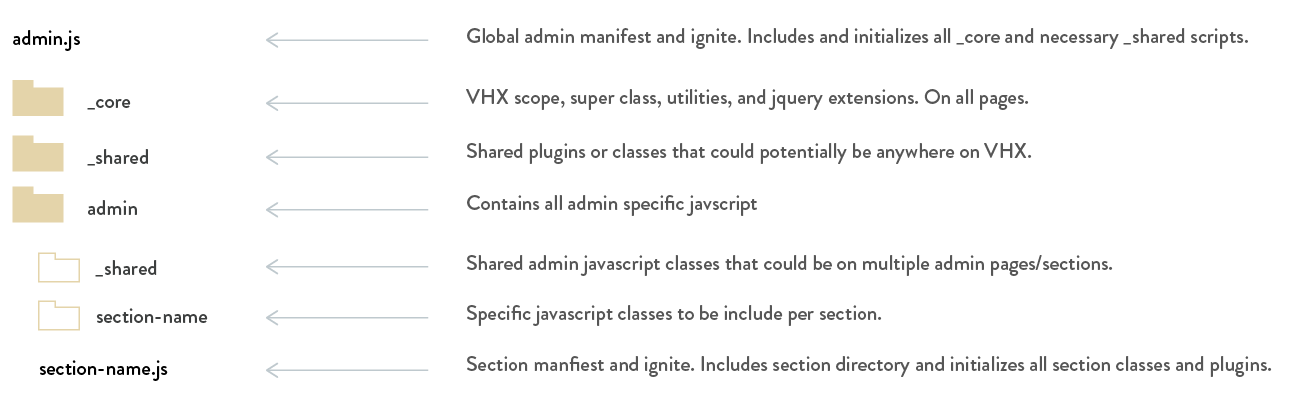 admin.js Global admin manifest and ignite. Includes and initializes all _core and necessary _shared scripts.
_core VHX scope, super class, utilities, and jquery extensions. On all pages.
_shared Shared plugins or classes that could potentially be anywhere on VHX.
admin Contains all admin specific javscript
_shared Shared admin javascript classes that could be on multiple admin pages/sections.
section-name Specific javascript classes to be include per section.
section-name.js Section manfiest and ignite. Includes section directory and initializes all section classes and plugins.